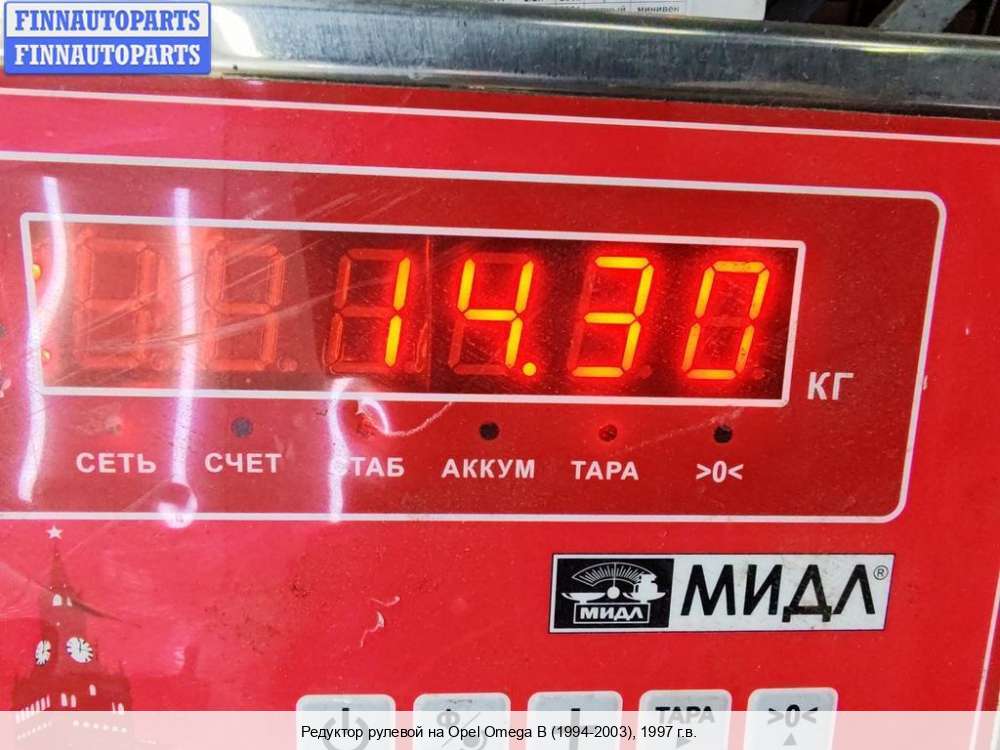 минивен
FINNAUTOPARTS
FINNAUTOPARTS
14.30
КГ
СЕТЬ СЧЕТ СТАБ АККУМ ТАРА >0<
МИДЛ МИДЛ®
ТАРА >0<
Редуктор рулевой на Opel Omega B (1994-2003), 1997 г.в.